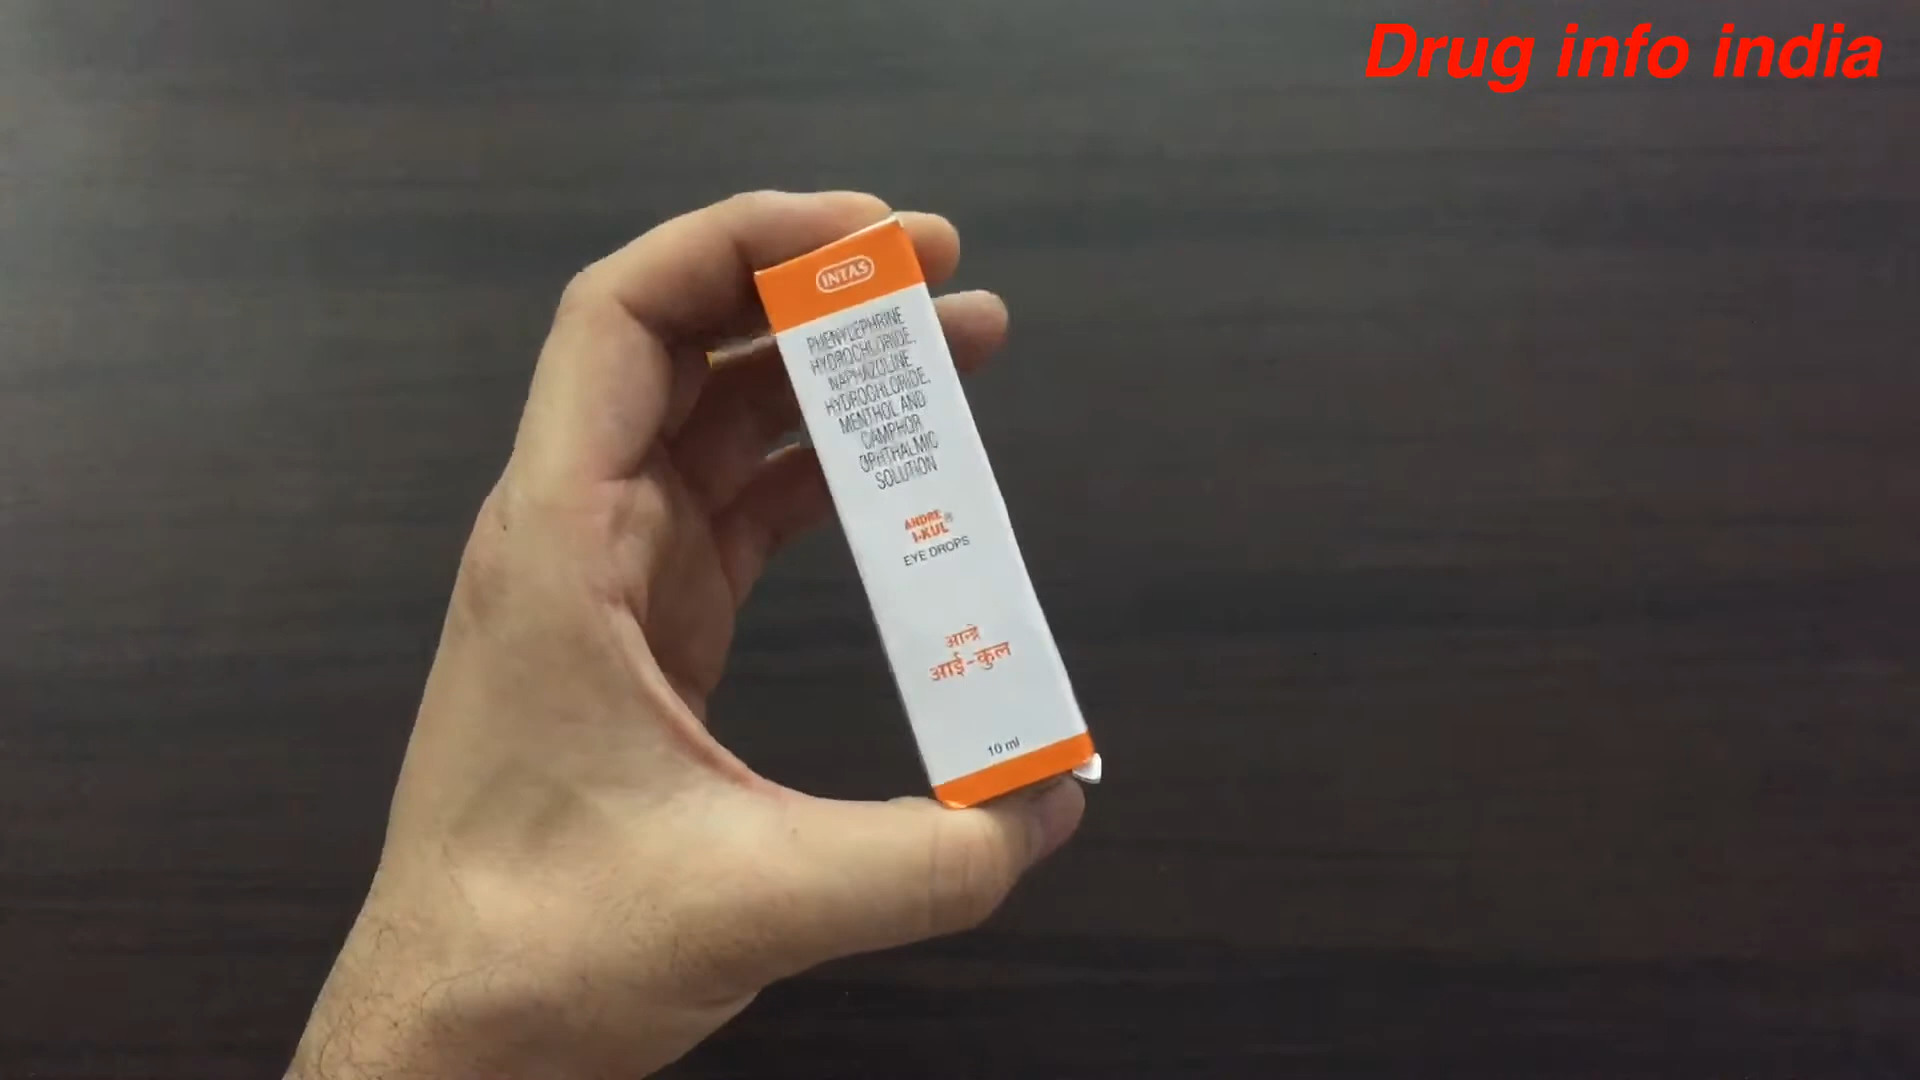 Drug info india
INTAS
PHENYLEPHRINE
HYDROCHLORIDE,
NAPHAZOLINE
HYDROCHLORIDE,
MENTHOL AND
CAMPHOR
OPHTHALMIC
SOLUTION
ANDRE
I-KUL®
EYE DROPS
आन्ड्रे
आई-कुल
10 ml